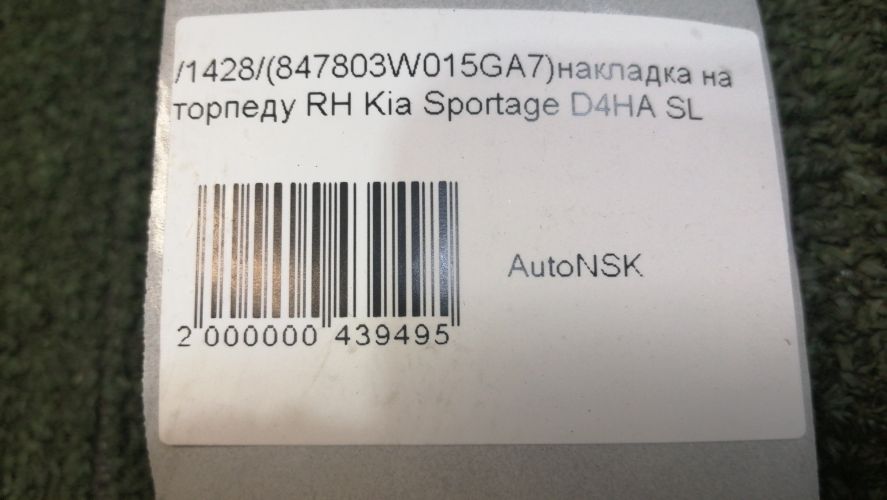 /1428/(847803W015GA7)накладка на
торпеду RH Kia Sportage D4HA SL
AutoNSK
2 000000 439495